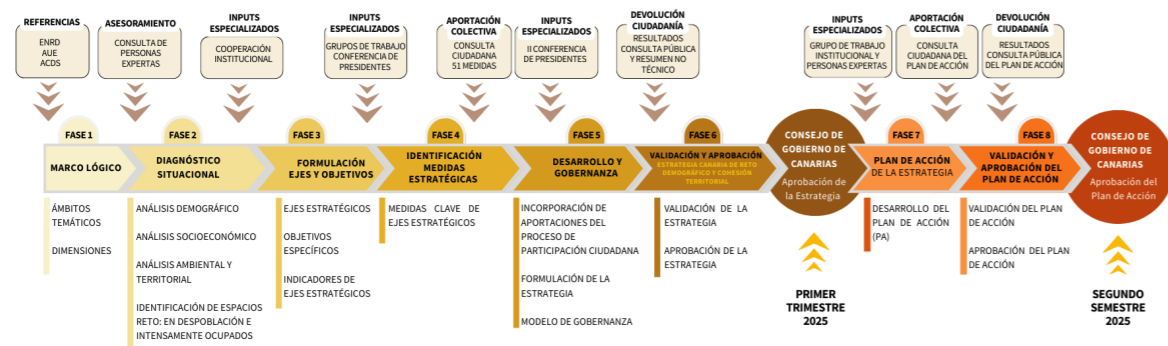 REFERENCIAS
ENRD
AUE
ACDS
ASESORAMIENTO
CONSULTA DE
PERSONAS
EXPERTAS
INPUTS
ESPECIALIZADOS
COOPERACIÓN
INSTITUCIONAL
INPUTS
ESPECIALIZADOS
GRUPOS DE TRABAJO
CONFERENCIA DE
PRESIDENTES
APORTACIÓN
COLECTIVA
CONSULTA
CIUDADANA
51 MEDIDAS
INPUTS
ESPECIALIZADOS
II CONFERENCIA
DE PRESIDENTES
DEVOLUCIÓN
CIUDADANÍA
RESULTADOS
CONSULTA PÚBLICA
Y RESUMEN NO
TÉCNICO
INPUTS
ESPECIALIZADOS
GRUPO DE TRABAJO
INSTITUCIONAL Y
PERSONAS EXPERTAS
APORTACIÓN
COLECTIVA
CONSULTA
CIUDADANA DEL
PLAN DE ACCIÓN
DEVOLUCIÓN
CIUDADANÍA
RESULTADOS
CONSULTA PÚBLICA
DEL PLAN DE ACCIÓN
FASE 1
MARCO LÓGICO
ÁMBITOS
TEMÁTICOS
DIMENSIONES
FASE 2
DIAGNÓSTICO
SITUACIONAL
ANÁLISIS DEMOGRÁFICO
ANÁLISIS SOCIOECONÓMICO
ANÁLISIS AMBIENTAL Y
TERRITORIAL
IDENTIFICACIÓN DE ESPACIOS
RETO: EN DESPOBLACIÓN E
INTENSAMENTE OCUPADOS
FASE 3
FORMULACIÓN
EJES Y OBJETIVOS
EJES ESTRATÉGICOS
OBJETIVOS
ESPECÍFICOS
INDICADORES DE
EJES ESTRATÉGICOS
FASE 4
IDENTIFICACIÓN
MEDIDAS
ESTRATÉGICAS
MEDIDAS CLAVE DE
EJES ESTRATÉGICOS
FASE 5
DESARROLLO Y
GOBERNANZA
INCORPORACIÓN DE
APORTACIONES DEL
PROCESO DE
PARTICIPACIÓN CIUDADANA
FORMULACIÓN DE LA
ESTRATEGIA
MODELO DE GOBERNANZA
FASE 6
VALIDACIÓN Y APROBACIÓN
ESTRATEGIA CANARIA DE RETO
DEMOGRÁFICO Y COHESIÓN
TERRITORIAL
VALIDACIÓN DE LA
ESTRATEGIA
APROBACIÓN DE LA
ESTRATEGIA
CONSEJO DE
GOBIERNO DE
CANARIAS
Aprobación de
la Estrategia
PRIMER
TRIMESTRE
2025
FASE 7
PLAN DE ACCIÓN
DE LA ESTRATEGIA
DESARROLLO DEL
PLAN DE ACCIÓN
(PA)
FASE 8
VALIDACIÓN Y
APROBACIÓN DEL
PLAN DE ACCIÓN
VALIDACIÓN DEL PLAN
DE ACCIÓN
APROBACIÓN DEL PLAN
DE ACCIÓN
CONSEJO DE
GOBIERNO DE
CANARIAS
Aprobación del
Plan de Acción
SEGUNDO
SEMESTRE
2025